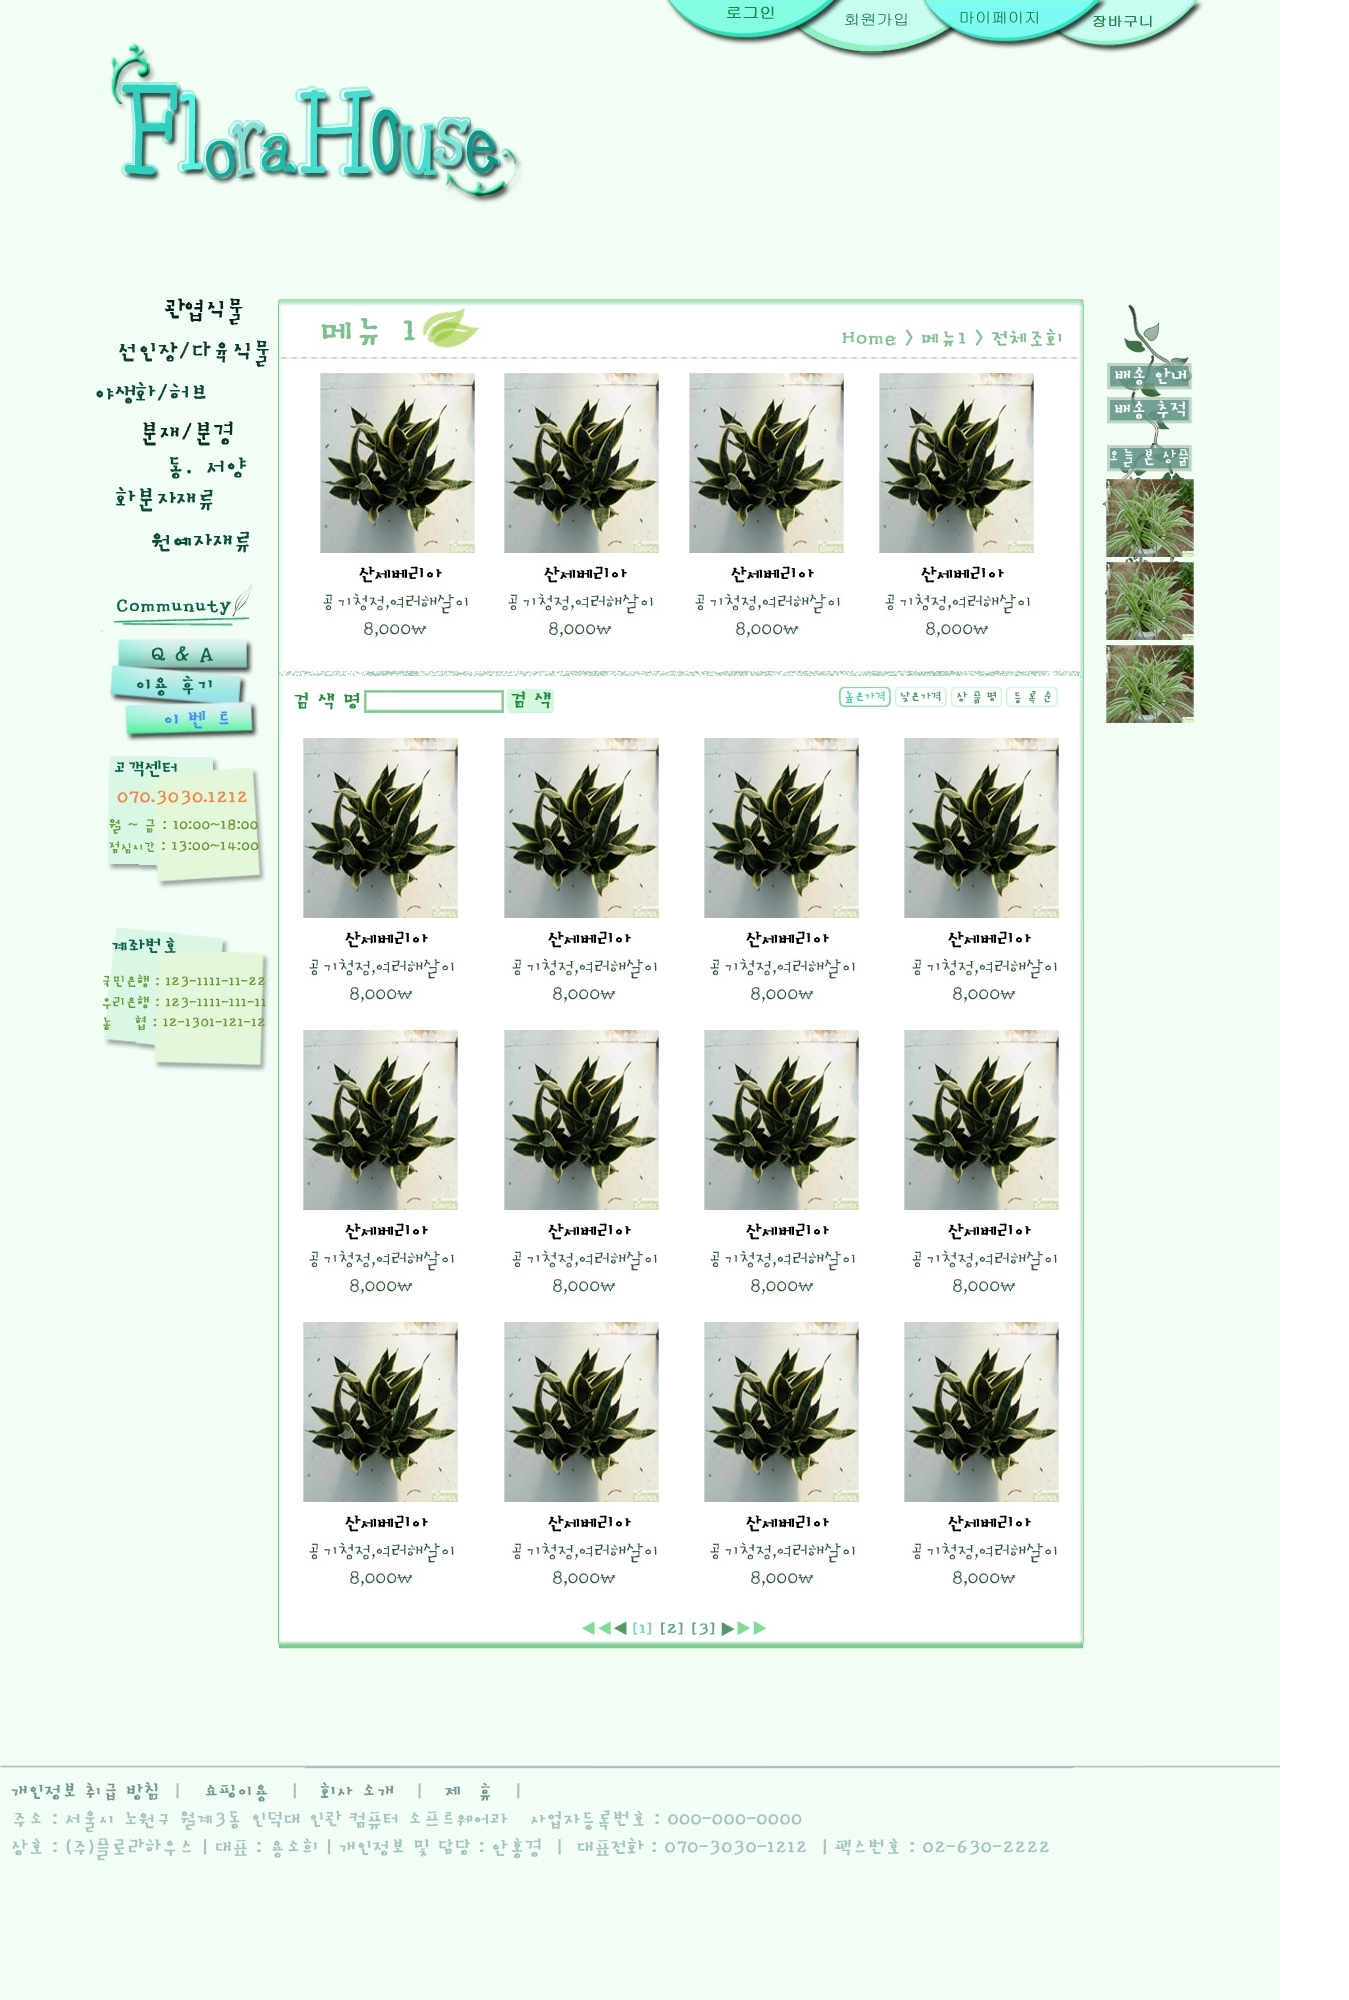 로그인
회원가입
마이페이지
장바구니
Flora House
관엽식물
선인장/다육식물
야생화/허브
분재/분경
동. 서양
화분자재류
원예자재류
Communuty
Q & A
이용 후기
이 벤 트
고객센터
070.3030.1212
월 ~ 금 : 10:00~18:00
점심시간 : 13:00~14:00
계좌번호
국민은행 : 123-1111-11-22
우리은행 : 123-1111-111-11
농 협 : 12-1301-121-12
메뉴 1
Home > 메뉴1 > 전체조회
산세베리아 산세베리아 산세베리아 산세베리아
공기청정,여러해살이 공기청정,여러해살이 공기청정,여러해살이 공기청정,여러해살이
8,000₩ 8,000₩ 8,000₩ 8,000₩
검 색 명 검 색
높은가격 낮은가격 상 품 명 등 록 순
산세베리아 산세베리아 산세베리아 산세베리아
공기청정,여러해살이 공기청정,여러해살이 공기청정,여러해살이 공기청정,여러해살이
8,000₩ 8,000₩ 8,000₩ 8,000₩
산세베리아 산세베리아 산세베리아 산세베리아
공기청정,여러해살이 공기청정,여러해살이 공기청정,여러해살이 공기청정,여러해살이
8,000₩ 8,000₩ 8,000₩ 8,000₩
산세베리아 산세베리아 산세베리아 산세베리아
공기청정,여러해살이 공기청정,여러해살이 공기청정,여러해살이 공기청정,여러해살이
8,000₩ 8,000₩ 8,000₩ 8,000₩
[1] [2] [3]
배송 안내
배송 추적
오늘 본 상품
개인정보 취급 방침 | 쇼핑이용 | 회사 소개 | 제 휴 |
주소 : 서울시 노원구 월계3동 인덕대 인관 컴퓨터 소프트웨어과 사업자등록번호 : 000-000-0000
상호 : (주)플로라하우스 | 대표 : 용소희 | 개인정보 및 담당 : 안홍경 | 대표전화 : 070-3030-1212 | 팩스번호 : 02-630-2222